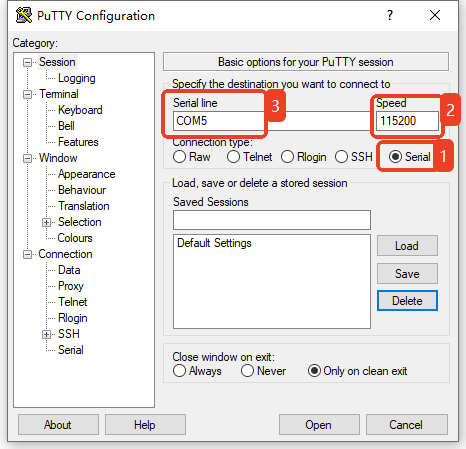 PuTTY Configuration
?
×
Category:
Session
Logging
Terminal
Keyboard
Bell
Features
Window
Appearance
Behaviour
Translation
Selection
Colours
Connection
Data
Proxy
Telnet
Rlogin
SSH
Serial
Basic options for your PuTTY session
Specify the destination you want to connect to
Serial line 3 Speed
COM5 115200 2
Connection type:
Raw Telnet Rlogin SSH Serial 1
Load, save or delete a stored session
Saved Sessions
Default Settings
Load
Save
Delete
Close window on exit:
Always Never Only on clean exit
About Help Open Cancel